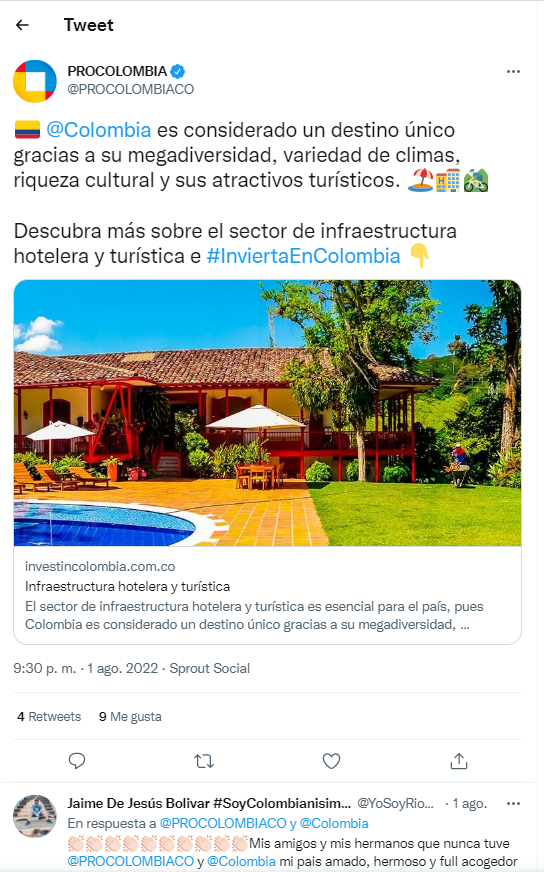 Tweet
PROCOLOMBIA
@PROCOLOMBIACO
@Colombia es considerado un destino único
gracias a su megadiversidad, variedad de climas,
riqueza cultural y sus atractivos turísticos.
Descubra más sobre el sector de infraestructura
hotelera y turística e #InviertaEnColombia
investincolombia.com.co
Infraestructura hotelera y turística
El sector de infraestructura hotelera y turística es esencial para el país, pues
Colombia es considerado un destino único gracias a su megadiversidad, ...
9:30 p. m. · 1 ago. 2022 · Sprout Social
4 Retweets 9 Me gusta
Jaime De Jesús Bolivar #SoyColombianisim... @YoSoyRio... · 1 ago.
En respuesta a @PROCOLOMBIACO y @Colombia
Mis amigos y mis hermanos que nunca tuve
@PROCOLOMBIACO y @Colombia mi pais amado, hermoso y full acogedor